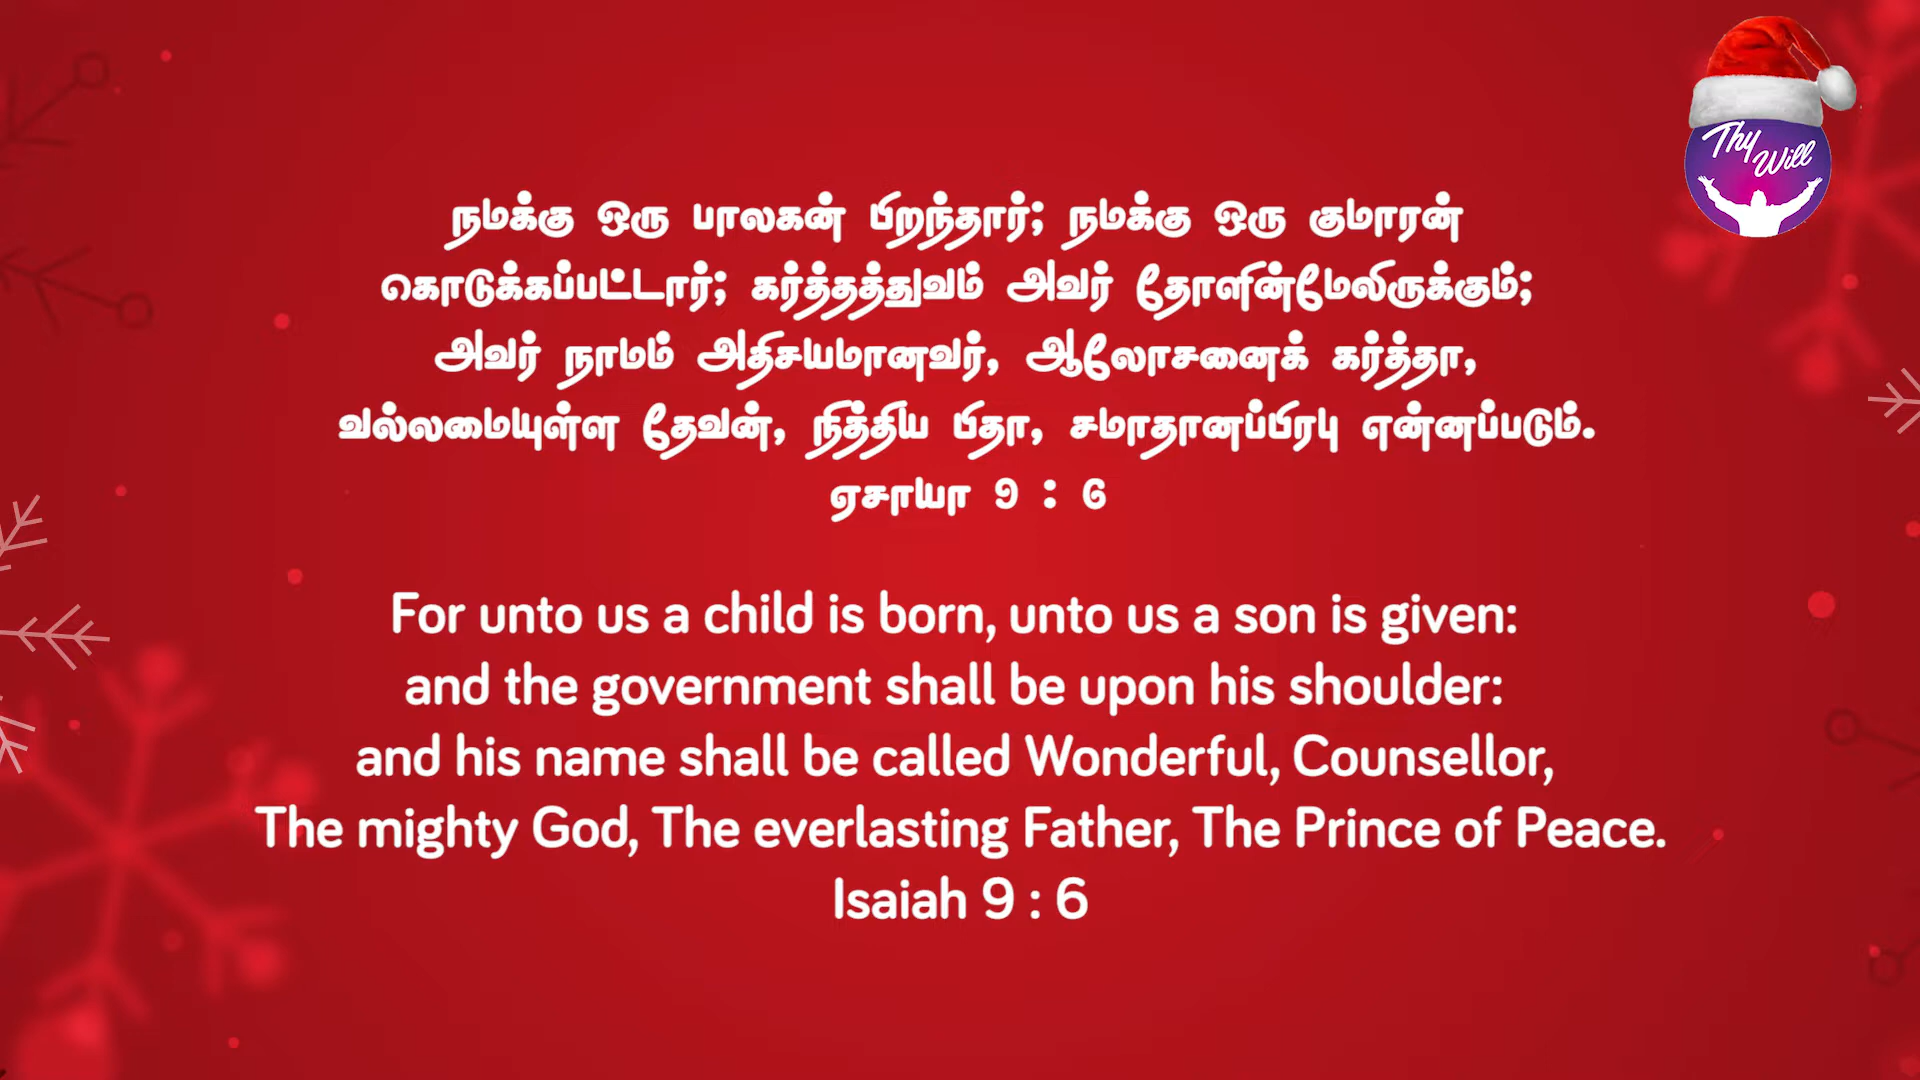 Thy
Will
நமக்கு ஒரு பாலகன் பிறந்தார்; நமக்கு ஒரு குமாரன்
கொடுக்கப்பட்டார்; கர்த்தத்துவம் அவர் தோளின்மேலிருக்கும்;
அவர் நாமம் அதிசயமானவர், ஆலோசனைக் கர்த்தா,
வல்லமையுள்ள தேவன், நித்திய பிதா, சமாதானப்பிரபு என்னப்படும்.
ஏசாயா 9 : 6
For unto us a child is born, unto us a son is given:
and the government shall be upon his shoulder:
and his name shall be called Wonderful, Counsellor,
The mighty God, The everlasting Father, The Prince of Peace.
Isaiah 9 : 6